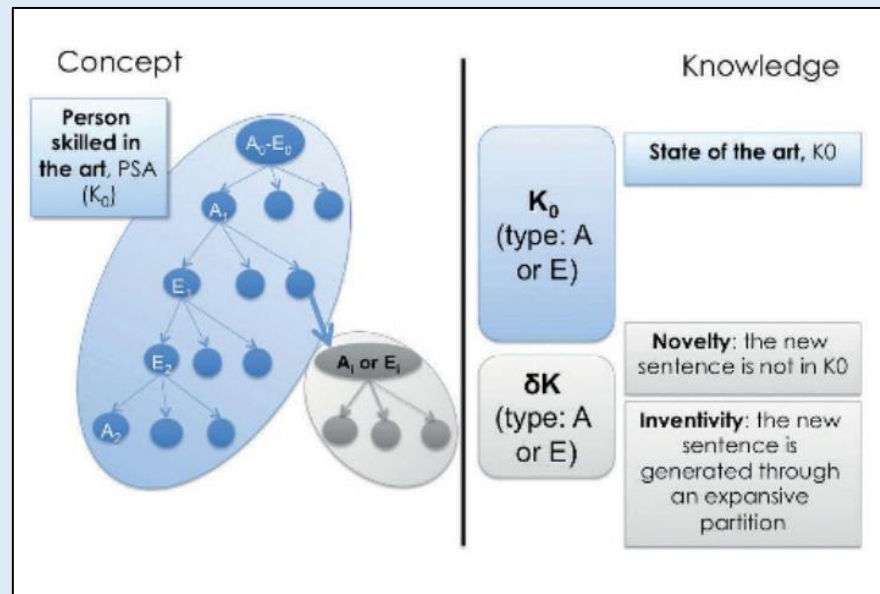 Concept
Knowledge
Person
skilled in
the art, PSA
(K₀)
A₀-E₀
A₁
E₁
E₂
A₂
Aᵢ or Eᵢ
K₀
(type: A
or E)
δK
(type: A
or E)
State of the art, K0
Novelty: the new
sentence is not in K0
Inventivity: the new
sentence is
generated through
an expansive
partition